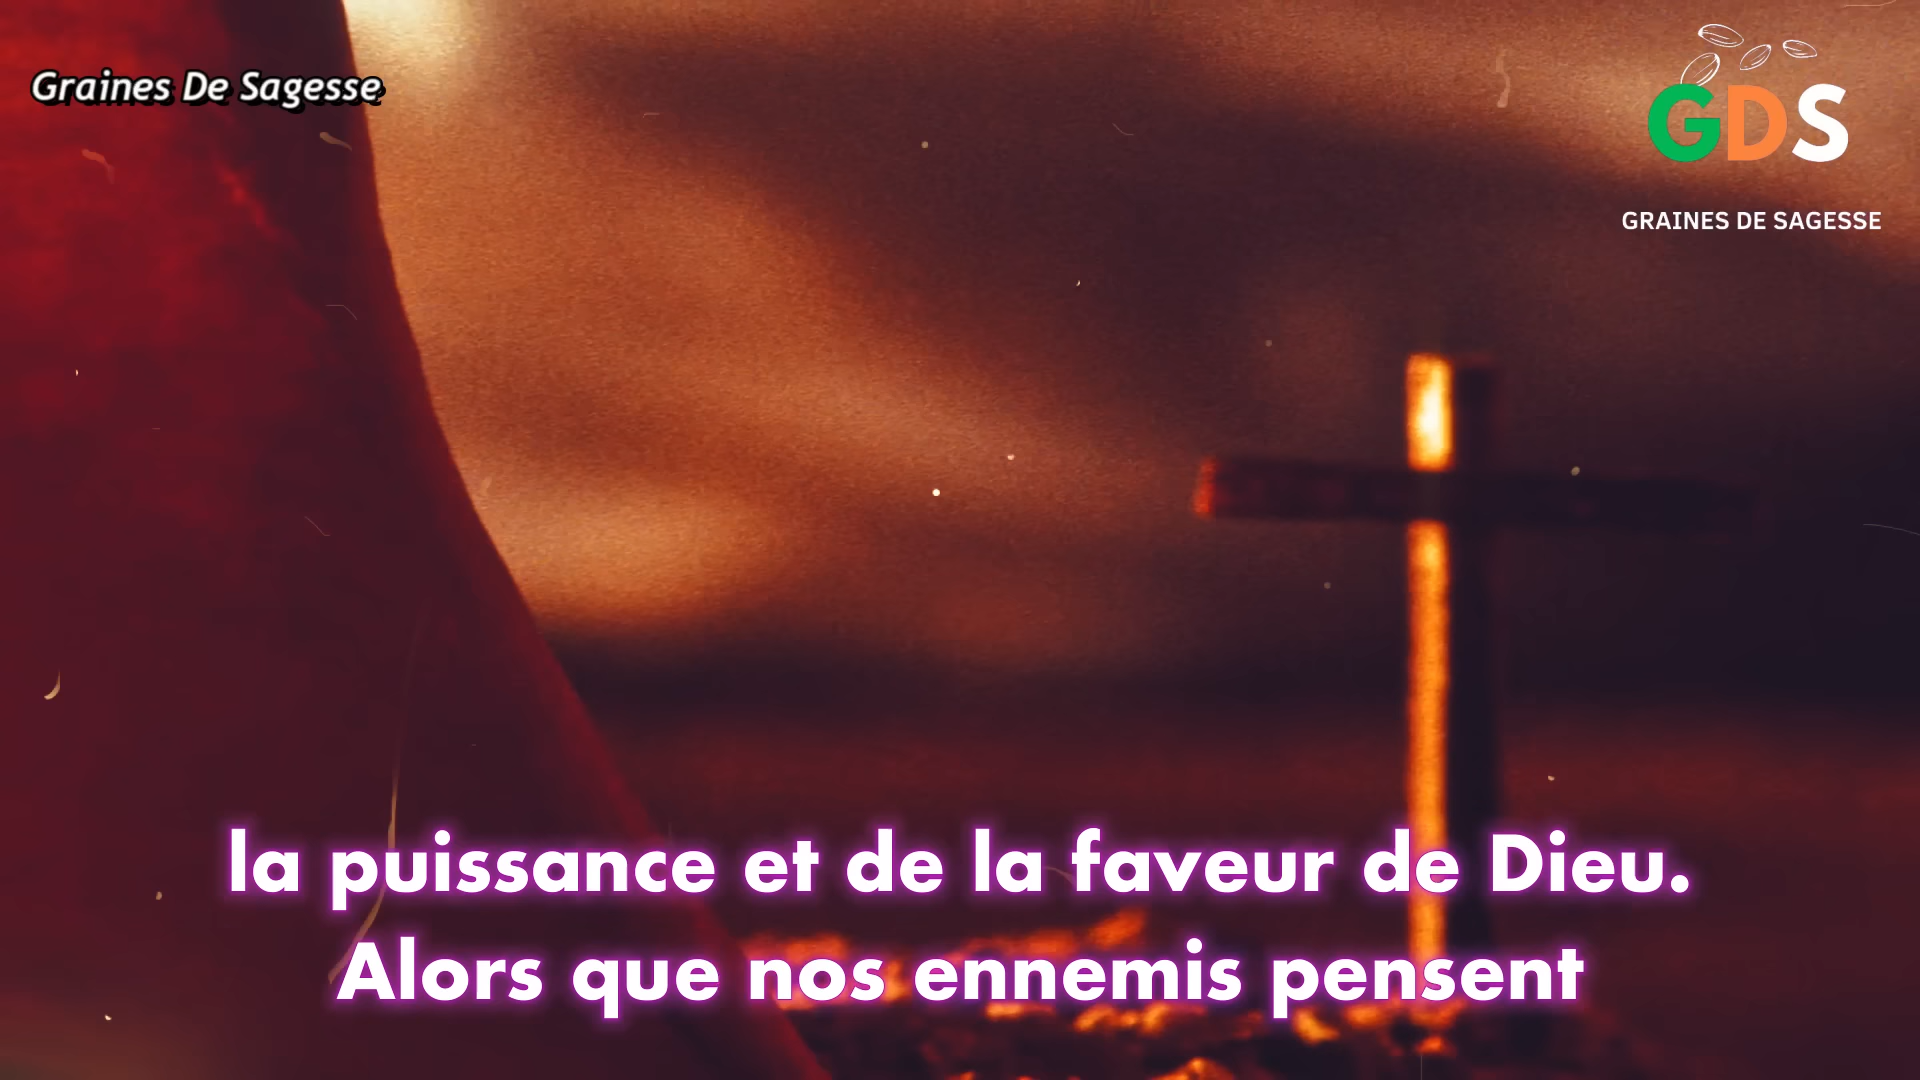 Graines De Sagesse
GDS
GRAINES DE SAGESSE
la puissance et de la faveur de Dieu.
Alors que nos ennemis pensent